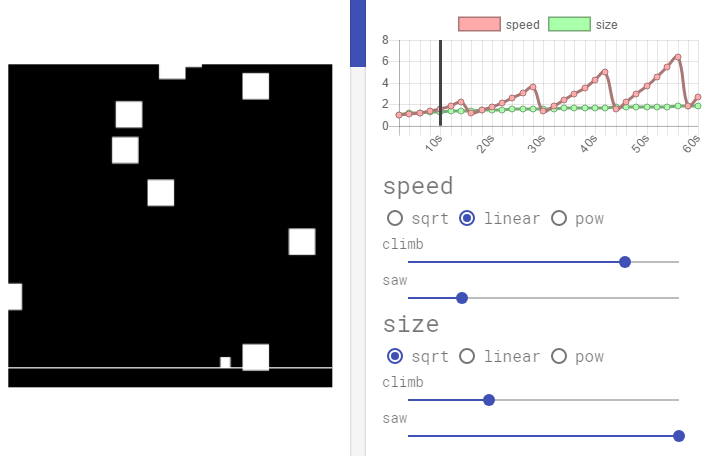 speed size
8
6
4
2
0
10s 20s 30s 40s 50s 60s
speed
sqrt linear pow
climb
saw
size
sqrt linear pow
climb
saw